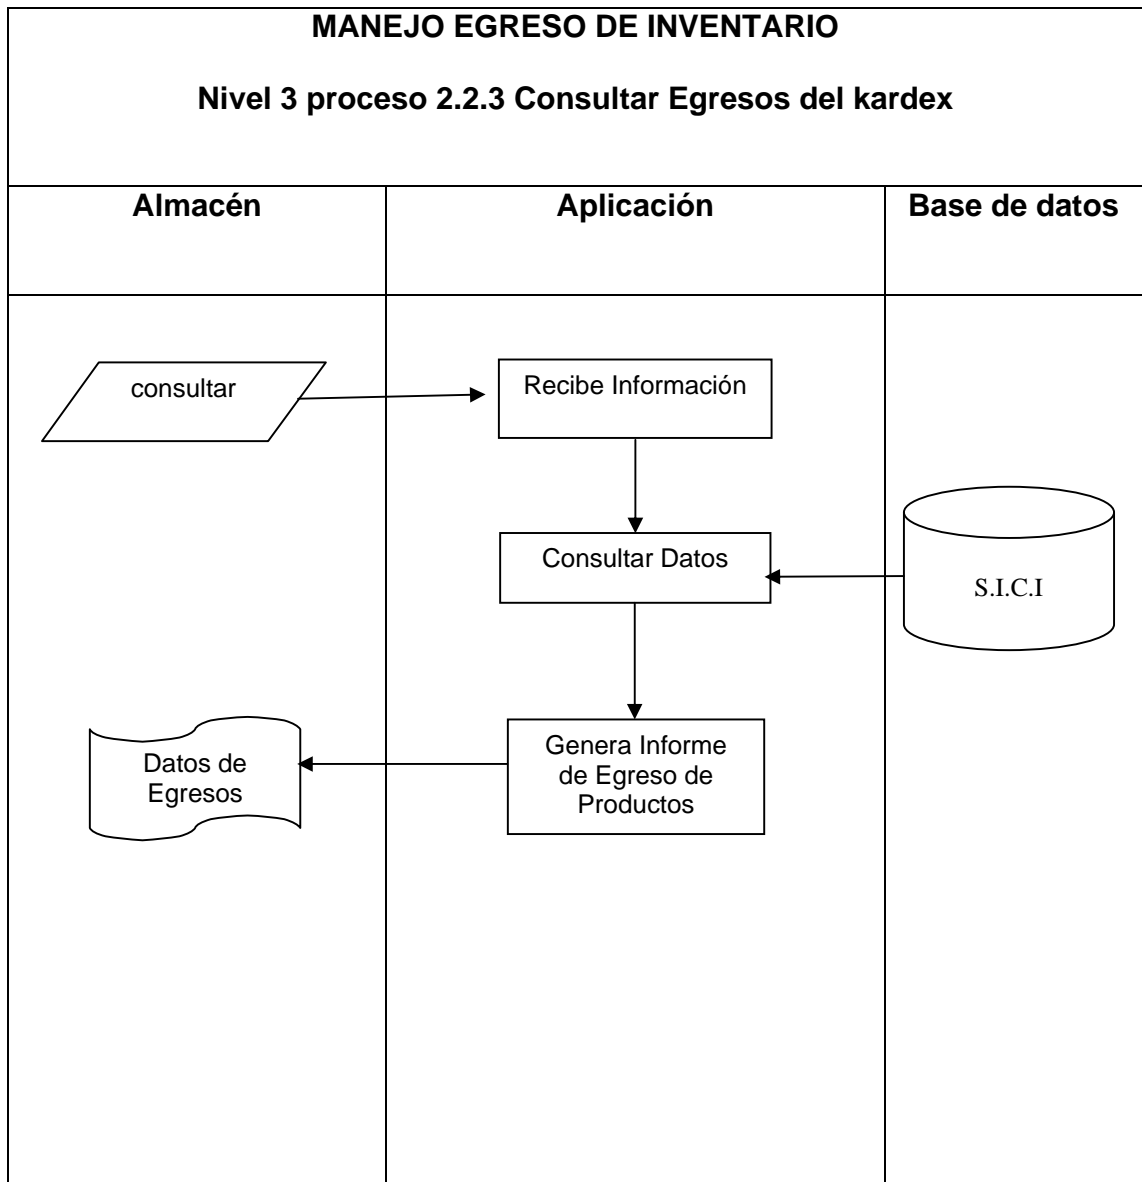 MANEJO EGRESO DE INVENTARIO
Nivel 3 proceso 2.2.3 Consultar Egresos del kardex
Almacén
Aplicación
Base de datos
consultar
Recibe Información
Consultar Datos
S.I.C.I
Genera Informe
de Egreso de
Productos
Datos de
Egresos